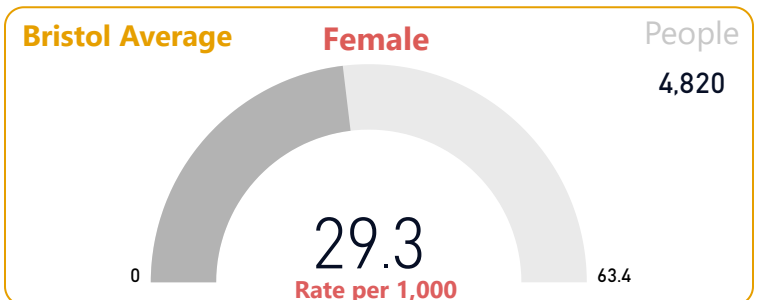 Bristol Average
Female
People
4,820
29.3
0
63.4
Rate per 1,000